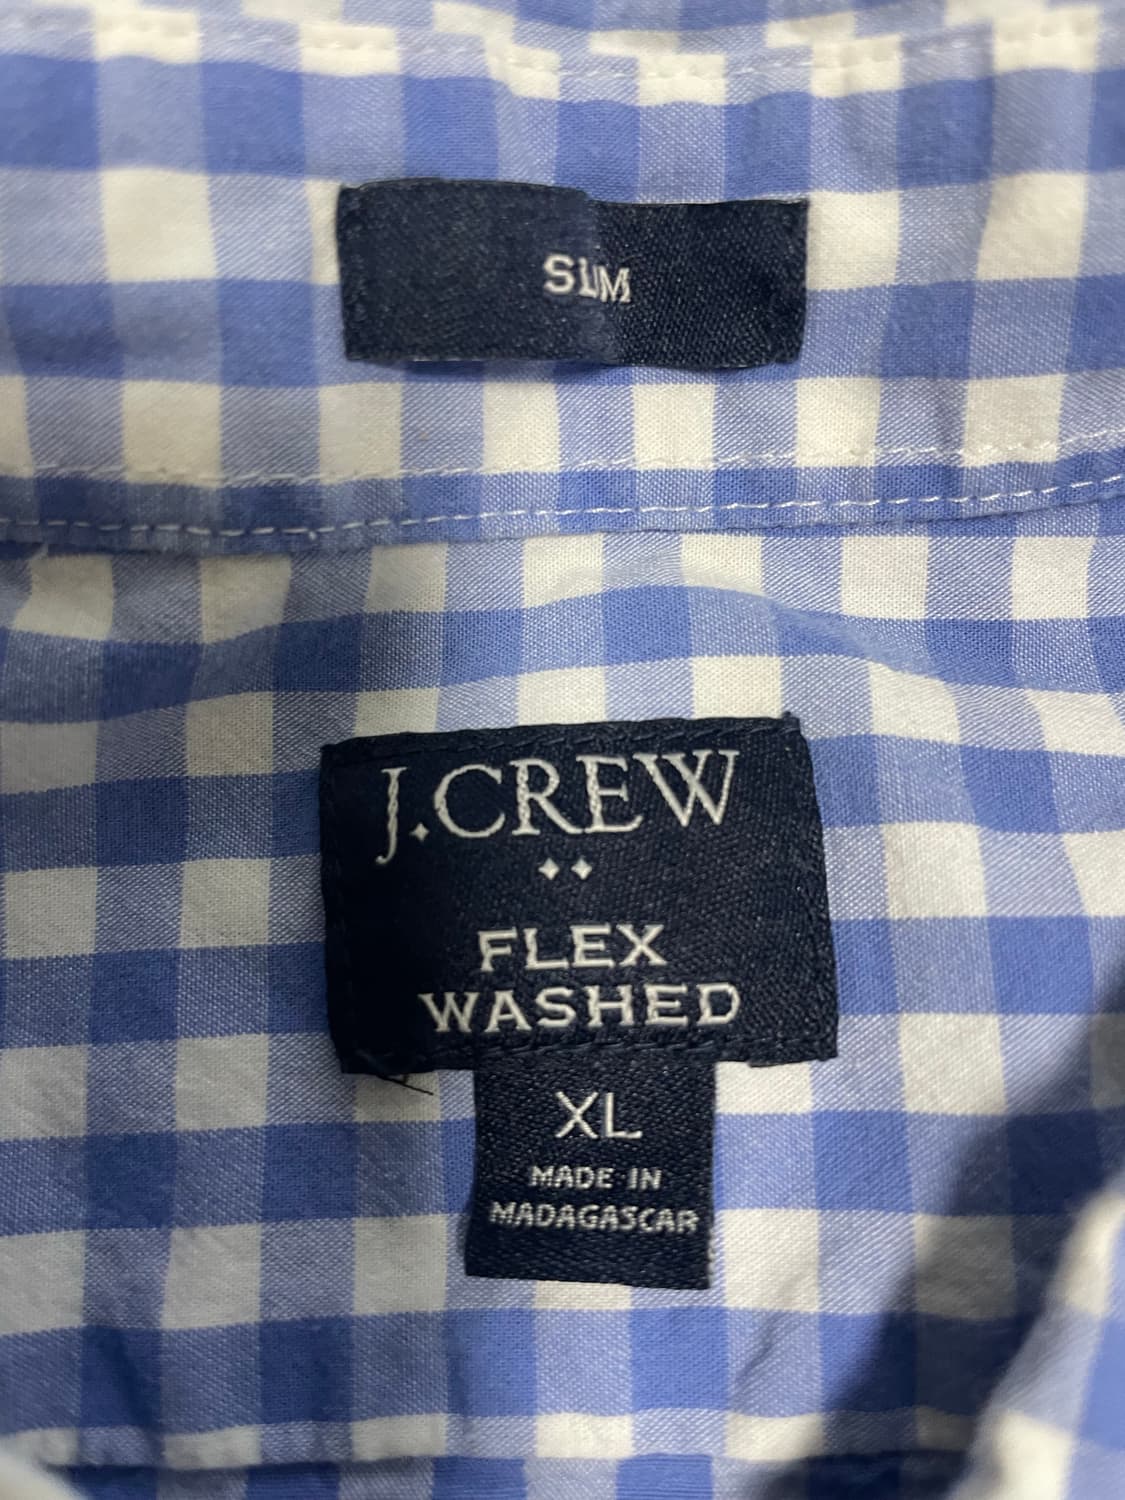 SLIM
J.CREW
FLEX
WASHED
XL
MADE IN
MADAGASCAR